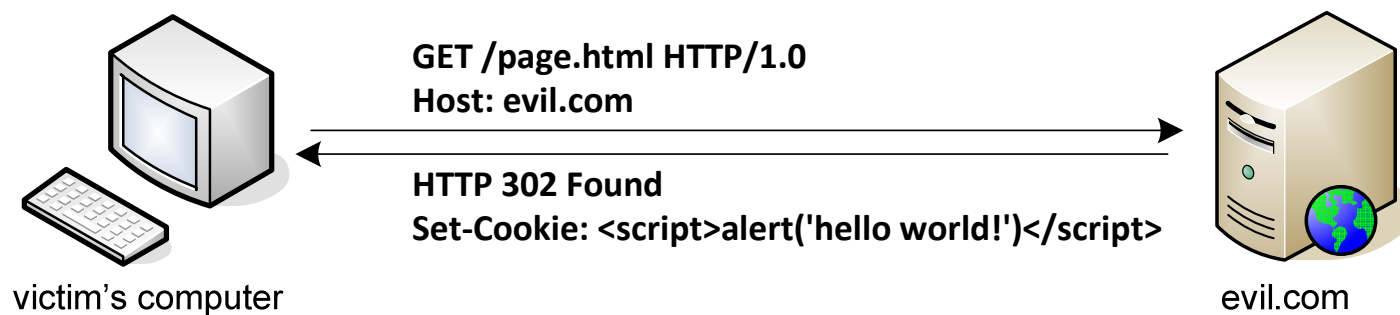 GET /page.html HTTP/1.0
Host: evil.com
HTTP 302 Found
Set-Cookie: <script>alert('hello world!')</script>
victim's computer
evil.com